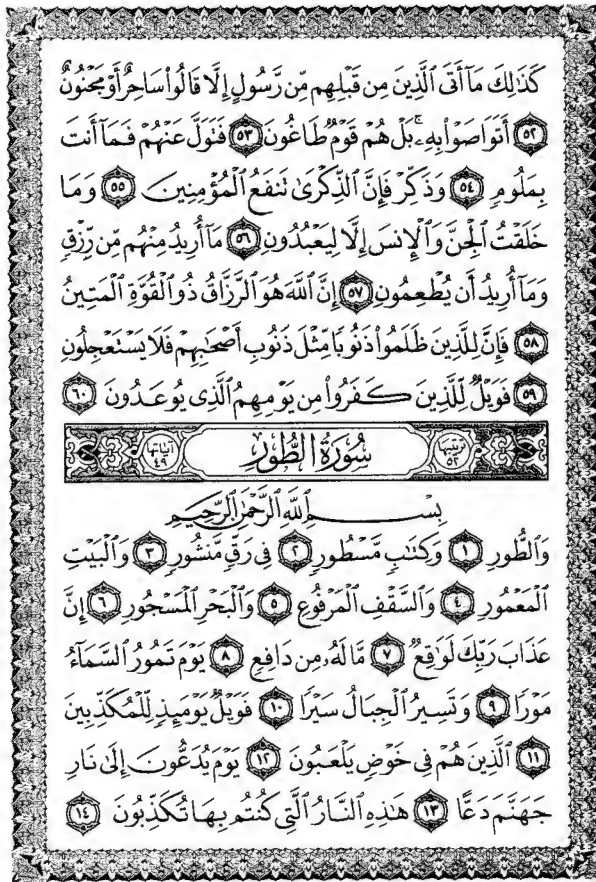 كَذَٰلِكَ مَآ أَتَى ٱلَّذِينَ مِن قَبْلِهِم مِّن رَّسُولٍ إِلَّا قَالُوا۟ سَاحِرٌ أَوْ مَجْنُونٌ
٥٢ أَتَوَاصَوْا۟ بِهِۦ ۚ بَلْ هُمْ قَوْمٌ طَاغُونَ ٥٣ فَتَوَلَّ عَنْهُمْ فَمَآ أَنتَ
بِمَلُومٍ ٥٤ وَذَكِّرْ فَإِنَّ ٱلذِّكْرَىٰ تَنفَعُ ٱلْمُؤْمِنِينَ ٥٥ وَمَا
خَلَقْتُ ٱلْجِنَّ وَٱلْإِنسَ إِلَّا لِيَعْبُدُونِ ٥٦ مَآ أُرِيدُ مِنْهُم مِّن رِّزْقٍ
وَمَآ أُرِيدُ أَن يُطْعِمُونِ ٥٧ إِنَّ ٱللَّهَ هُوَ ٱلرَّزَّاقُ ذُو ٱلْقُوَّةِ ٱلْمَتِينُ
٥٨ فَإِنَّ لِلَّذِينَ ظَلَمُوا۟ ذَنُوبًا مِّثْلَ ذَنُوبِ أَصْحَٰبِهِمْ فَلَا يَسْتَعْجِلُونِ
٥٩ فَوَيْلٌ لِّلَّذِينَ كَفَرُوا۟ مِن يَوْمِهِمُ ٱلَّذِى يُوعَدُونَ ٦٠
ترتيبها ٥٢ سُورَةُ الطُّورِ آياتها ٤٩
بِسْمِ ٱللَّهِ ٱلرَّحْمَٰنِ ٱلرَّحِيمِ
وَٱلطُّورِ ١ وَكِتَٰبٍ مَّسْطُورٍ ٢ فِى رَقٍّ مَّنشُورٍ ٣ وَٱلْبَيْتِ
ٱلْمَعْمُورِ ٤ وَٱلسَّقْفِ ٱلْمَرْفُوعِ ٥ وَٱلْبَحْرِ ٱلْمَسْجُورِ ٦ إِنَّ
عَذَابَ رَبِّكَ لَوَٰقِعٌ ٧ مَّا لَهُۥ مِن دَافِعٍ ٨ يَوْمَ تَمُورُ ٱلسَّمَآءُ
مَوْرًا ٩ وَتَسِيرُ ٱلْجِبَالُ سَيْرًا ١٠ فَوَيْلٌ يَوْمَئِذٍ لِّلْمُكَذِّبِينَ
١١ ٱلَّذِينَ هُمْ فِى خَوْضٍ يَلْعَبُونَ ١٢ يَوْمَ يُدَعُّونَ إِلَىٰ نَارِ
جَهَنَّمَ دَعًّا ١٣ هَٰذِهِ ٱلنَّارُ ٱلَّتِى كُنتُم بِهَا تُكَذِّبُونَ ١٤